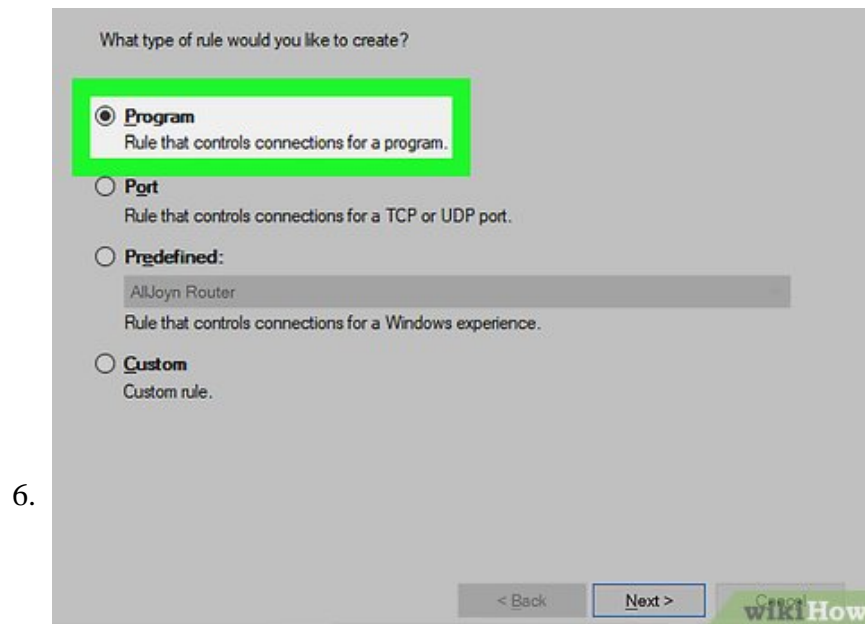 What type of rule would you like to create?
Program
Rule that controls connections for a program.
Port
Rule that controls connections for a TCP or UDP port.
Predefined:
AllJoyn Router
Rule that controls connections for a Windows experience.
Custom
Custom rule.
6.
< Back Next > Cancel
wikiHow